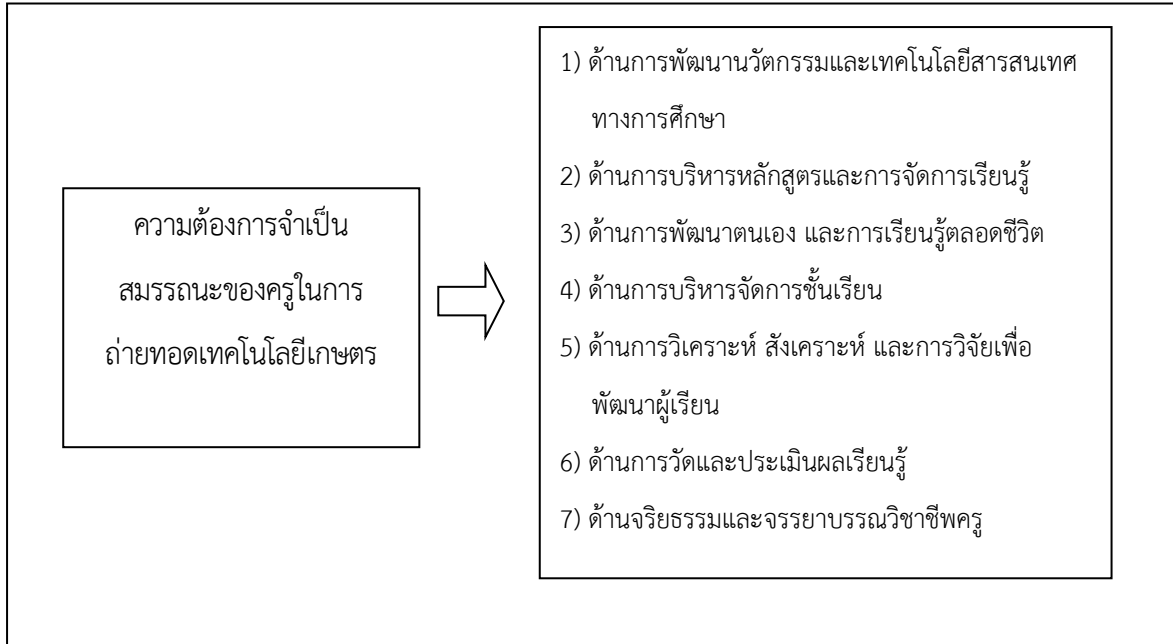 ความต้องการจำเป็น
สมรรถนะของครูในการ
ถ่ายทอดเทคโนโลยีเกษตร
1) ด้านการพัฒนานวัตกรรมและเทคโนโลยีสารสนเทศ
ทางการศึกษา
2) ด้านการบริหารหลักสูตรและการจัดการเรียนรู้
3) ด้านการพัฒนาตนเอง และการเรียนรู้ตลอดชีวิต
4) ด้านการบริหารจัดการชั้นเรียน
5) ด้านการวิเคราะห์ สังเคราะห์ และการวิจัยเพื่อ
พัฒนาผู้เรียน
6) ด้านการวัดและประเมินผลเรียนรู้
7) ด้านจริยธรรมและจรรยาบรรณวิชาชีพครู